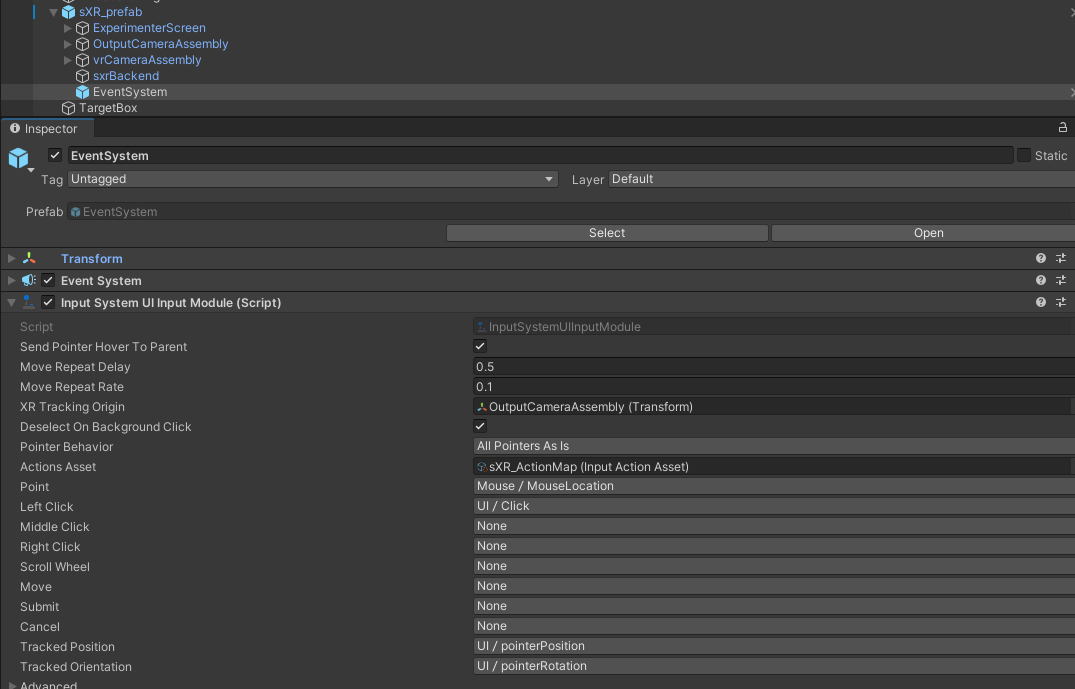 sXR_prefab
ExperimenterScreen
OutputCameraAssembly
vrCameraAssembly
sxrBackend
EventSystem
TargetBox
Inspector
EventSystem Static
Tag Untagged Layer Default
Prefab EventSystem
Select Open
Transform
Event System
Input System UI Input Module (Script)
Script InputSystemUIInputModule
Send Pointer Hover To Parent
Move Repeat Delay 0.5
Move Repeat Rate 0.1
XR Tracking Origin OutputCameraAssembly (Transform)
Deselect On Background Click
Pointer Behavior All Pointers As Is
Actions Asset sXR_ActionMap (Input Action Asset)
Point Mouse / MouseLocation
Left Click UI / Click
Middle Click None
Right Click None
Scroll Wheel None
Move None
Submit None
Cancel None
Tracked Position UI / pointerPosition
Tracked Orientation UI / pointerRotation
Advanced